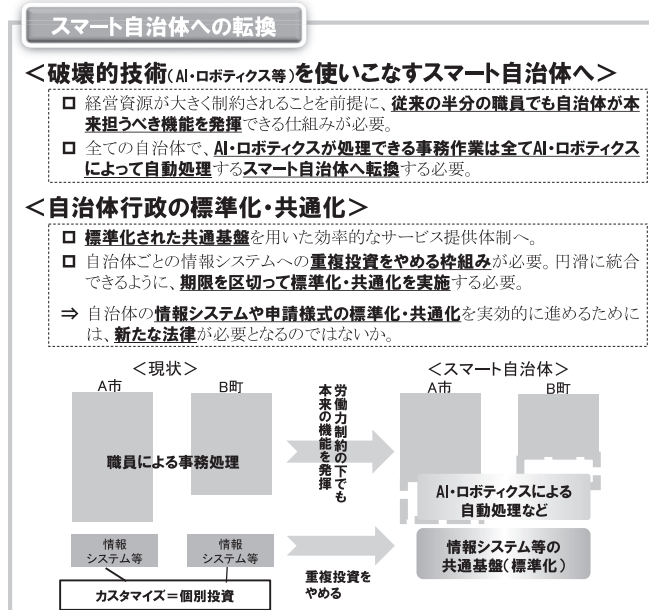 スマート自治体への転換
＜破壊的技術(AI・ロボティクス等)を使いこなすスマート自治体へ＞
□ 経営資源が大きく制約されることを前提に、従来の半分の職員でも自治体が本
来担うべき機能を発揮できる仕組みが必要。
□ 全ての自治体で、AI・ロボティクスが処理できる事務作業は全てAI・ロボティクス
によって自動処理するスマート自治体へ転換する必要。
＜自治体行政の標準化・共通化＞
□ 標準化された共通基盤を用いた効率的なサービス提供体制へ。
□ 自治体ごとの情報システムへの重複投資をやめる枠組みが必要。円滑に統合
できるように、期限を区切って標準化・共通化を実施する必要。
⇒ 自治体の情報システムや申請様式の標準化・共通化を実効的に進めるために
は、新たな法律が必要となるのではないか。
＜現状＞
A市
B町
職員による事務処理
情報
システム等
情報
システム等
カスタマイズ＝個別投資
労働力制約の下でも
本来の機能を発揮
重複投資を
やめる
＜スマート自治体＞
A市
B町
AI・ロボティクスによる
自動処理など
情報システム等の
共通基盤(標準化)